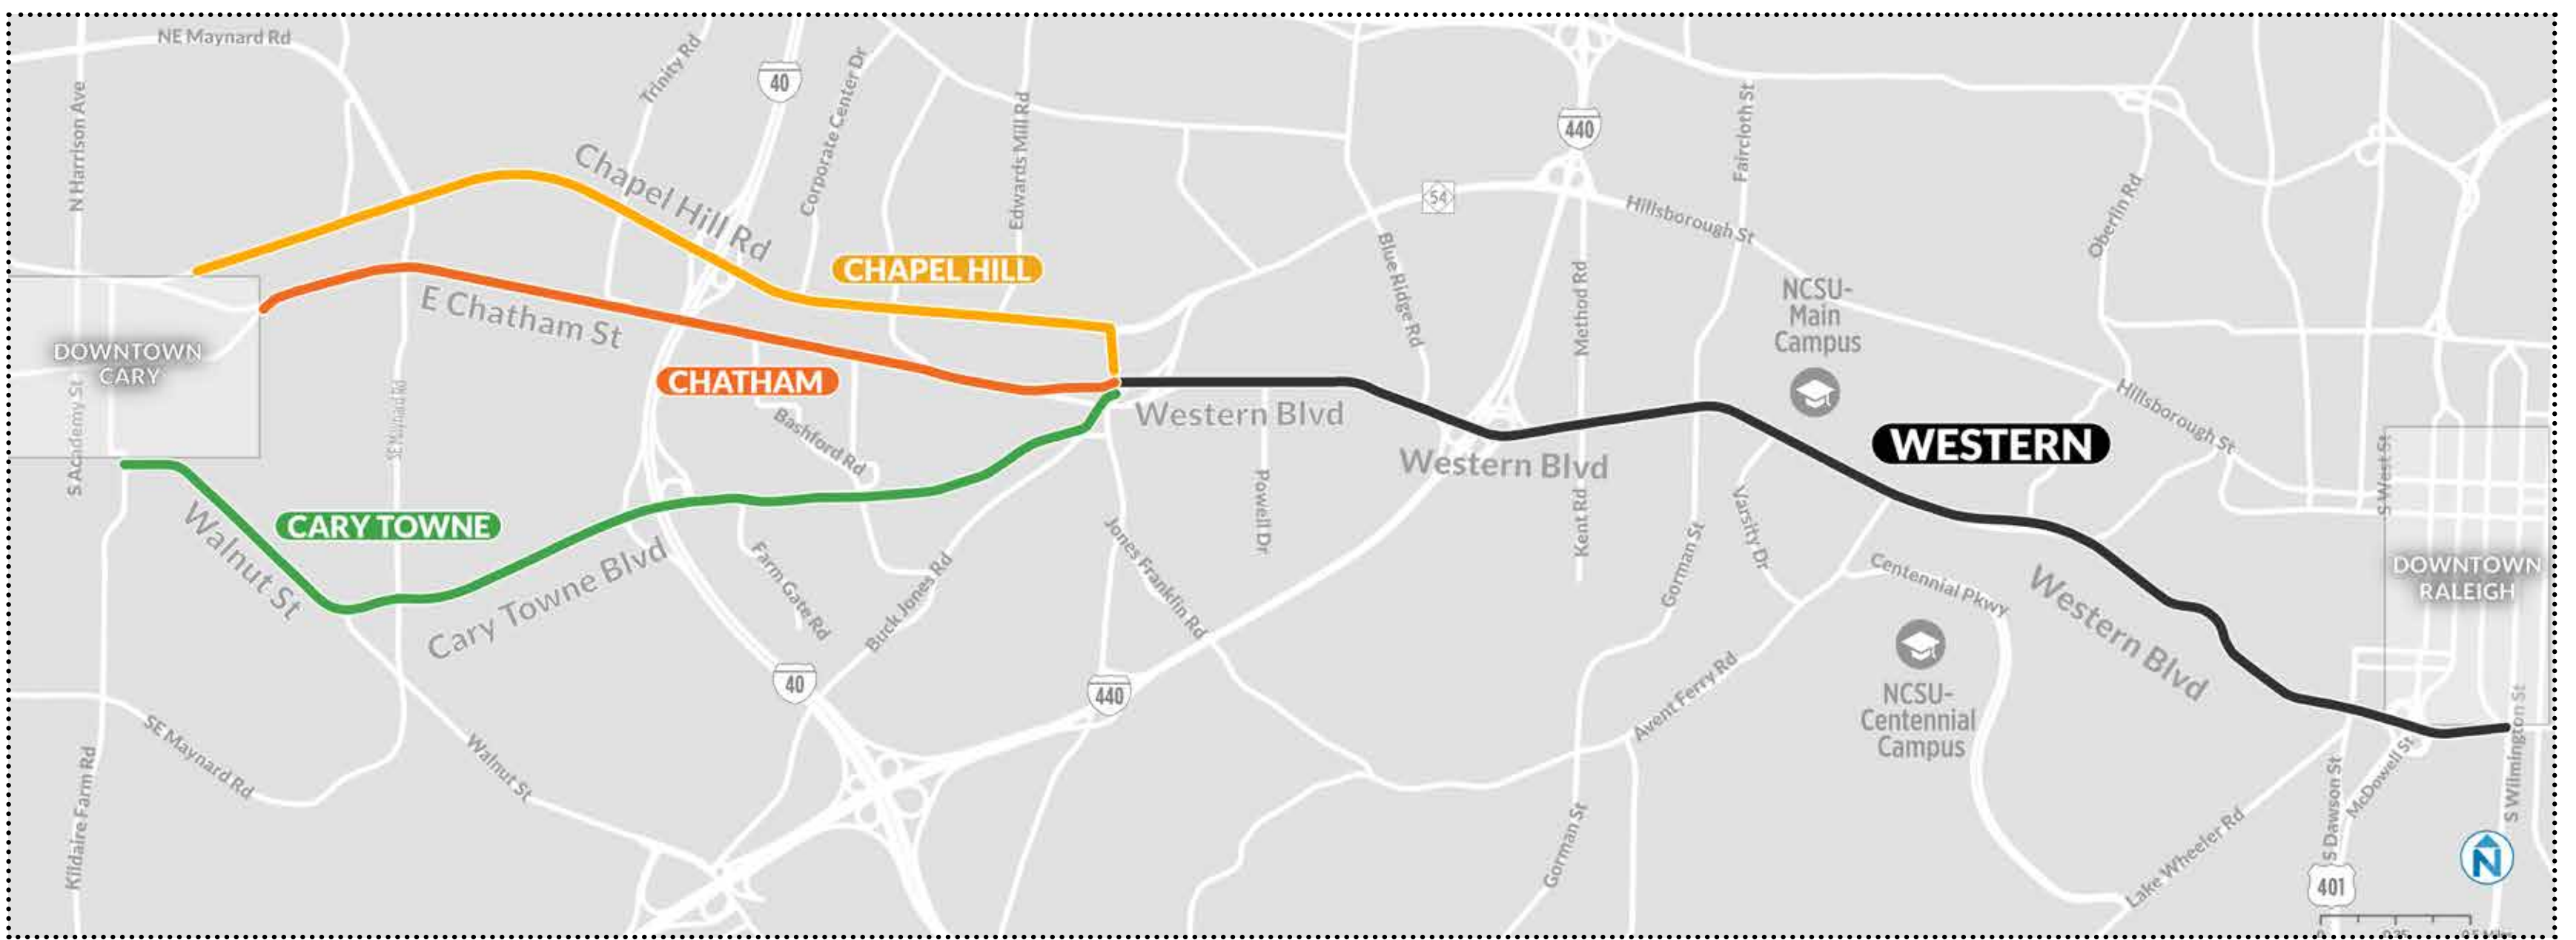 NE Maynard Rd
N Harrison Ave
Trinity Rd
40
Corporate Center Dr
Edwards Mill Rd
440
Faircloth St
54
Hillsborough St
Oberlin Rd
Blue Ridge Rd
Method Rd
Chapel Hill Rd
CHAPEL HILL
NCSU-
Main
Campus
E Chatham St
DOWNTOWN
CARY
S Academy St
SE Maynard Rd
CHATHAM
Bashford Rd
Western Blvd
Western Blvd
WESTERN
Hillsborough St
S West St
Powell Dr
Kent Rd
Gorman St
Varsity Dr
Centennial Pkwy
Western Blvd
DOWNTOWN
RALEIGH
CARY TOWNE
Walnut St
Cary Towne Blvd
Farm Gate Rd
Buck Jones Rd
Jones Franklin Rd
40
440
Avent Ferry Rd
NCSU-
Centennial
Campus
SE Maynard Rd
Walnut St
Kildaire Farm Rd
Gorman St
Lake Wheeler Rd
S Dawson St
McDowell St
S Wilmington St
N
401